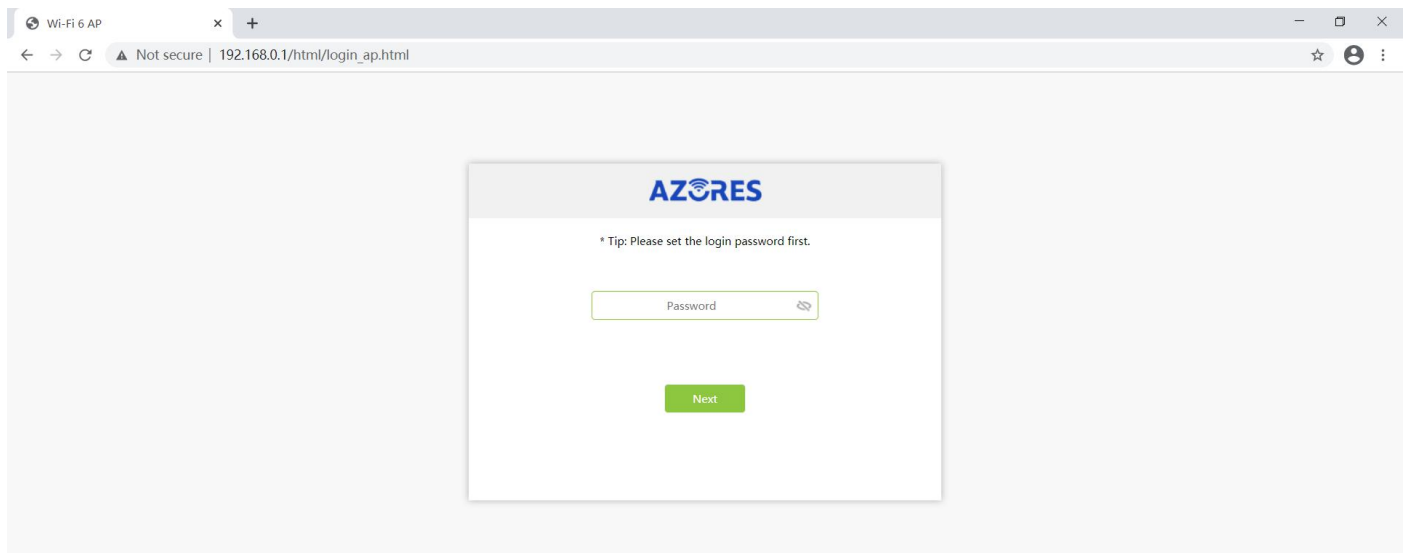 Wi-Fi 6 AP
Not secure | 192.168.0.1/html/login_ap.html
AZORES
* Tip: Please set the login password first.
Password
Next